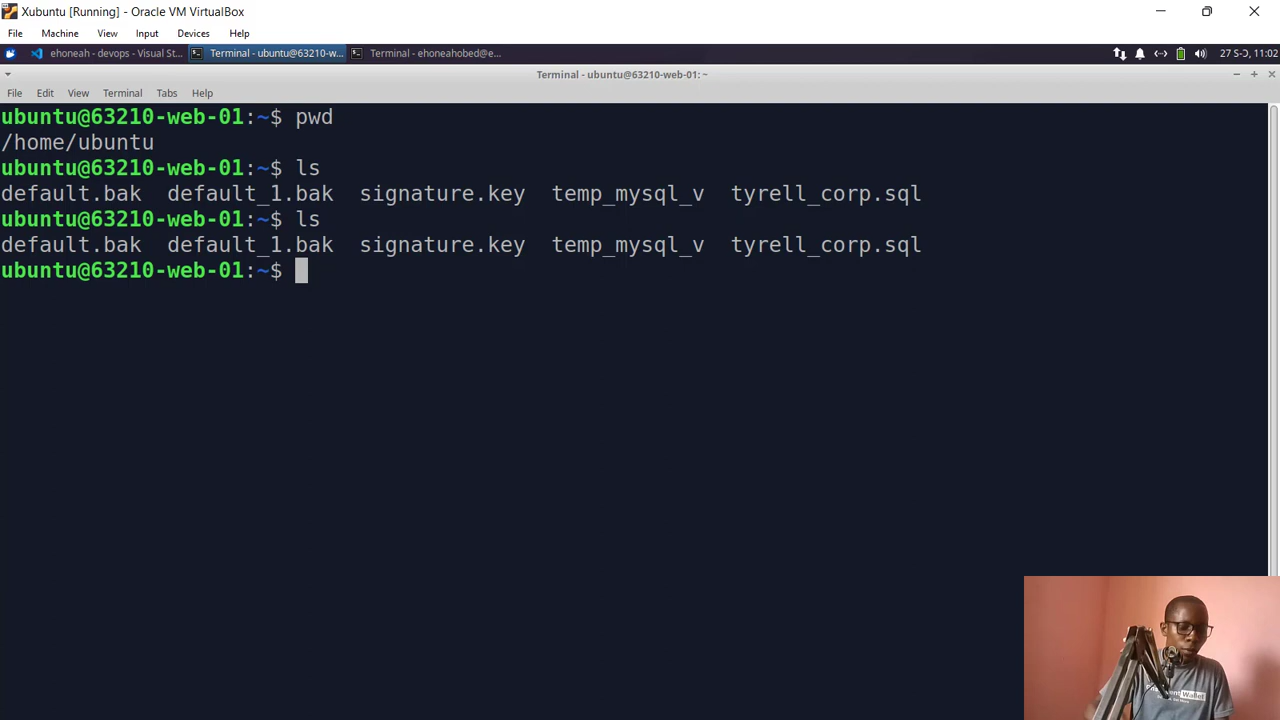 Xubuntu [Running] - Oracle VM VirtualBox
File Machine View Input Devices Help
ehoneah - devops - Visual St... Terminal - ubuntu@63210-w... Terminal - ehoneahobed@e... 27 S-Ɔ, 11:02
Terminal - ubuntu@63210-web-01: ~
File Edit View Terminal Tabs Help
ubuntu@63210-web-01:~$ pwd
/home/ubuntu
ubuntu@63210-web-01:~$ ls
default.bak default_1.bak signature.key temp_mysql_v tyrell_corp.sql
ubuntu@63210-web-01:~$ ls
default.bak default_1.bak signature.key temp_mysql_v tyrell_corp.sql
ubuntu@63210-web-01:~$
Wallet